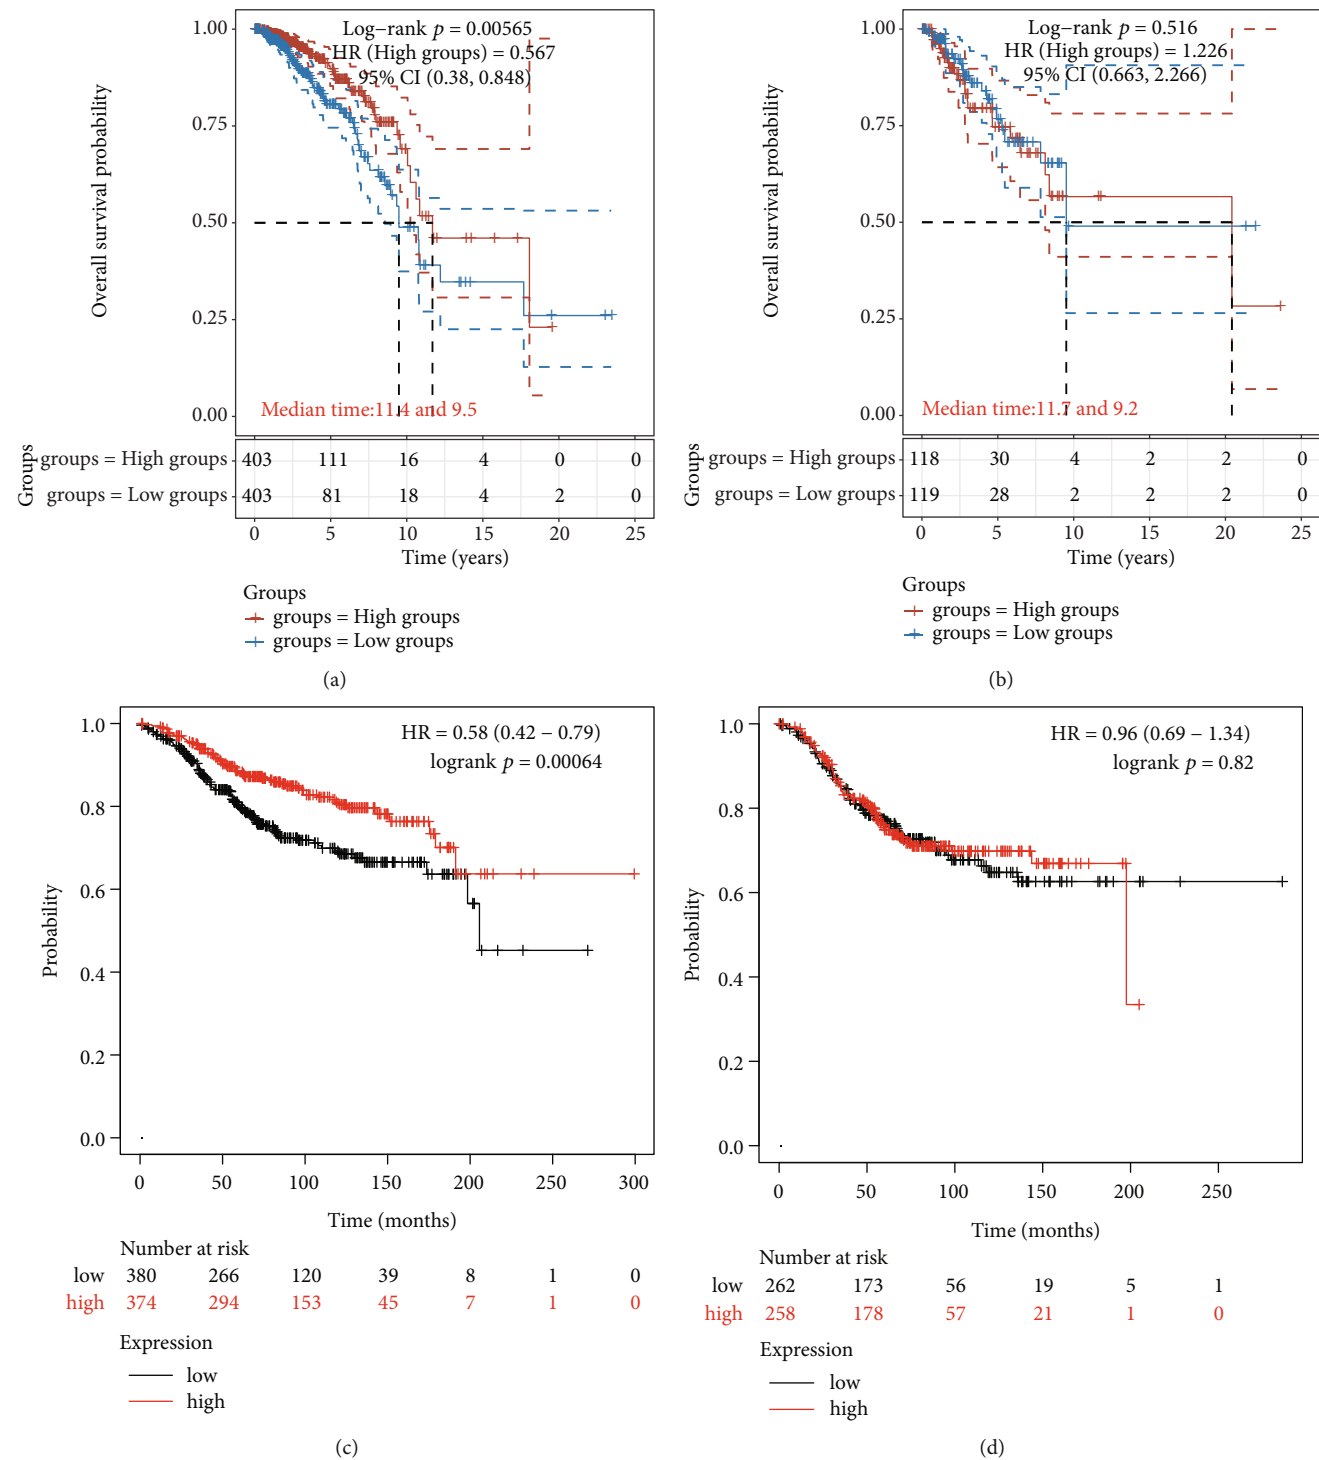 1.00
0.75
0.50
0.25
0.00
Overall survival probability
Log−rank p = 0.00565
HR (High groups) = 0.567
95% CI (0.38, 0.848)
Median time:11.4 and 9.5
Groups
groups = High groups 403 111 16 4 0 0
groups = Low groups 403 81 18 4 2 0
0 5 10 15 20 25
Time (years)
Groups
groups = High groups
groups = Low groups
(a)
1.00
0.75
0.50
0.25
0.00
Overall survival probability
Log−rank p = 0.516
HR (High groups) = 1.226
95% CI (0.663, 2.266)
Median time:11.7 and 9.2
Groups
groups = High groups 118 30 4 2 2 0
groups = Low groups 119 28 2 2 2 0
0 5 10 15 20 25
Time (years)
Groups
groups = High groups
groups = Low groups
(b)
1.0
0.8
0.6
0.4
0.2
0.0
Probability
HR = 0.58 (0.42 − 0.79)
logrank p = 0.00064
0 50 100 150 200 250 300
Time (months)
Number at risk
low 380 266 120 39 8 1 0
high 374 294 153 45 7 1 0
Expression
low
high
(c)
1.0
0.8
0.6
0.4
0.2
0.0
Probability
HR = 0.96 (0.69 − 1.34)
logrank p = 0.82
0 50 100 150 200 250
Time (months)
Number at risk
low 262 173 56 19 5 1
high 258 178 57 21 1 0
Expression
low
high
(d)